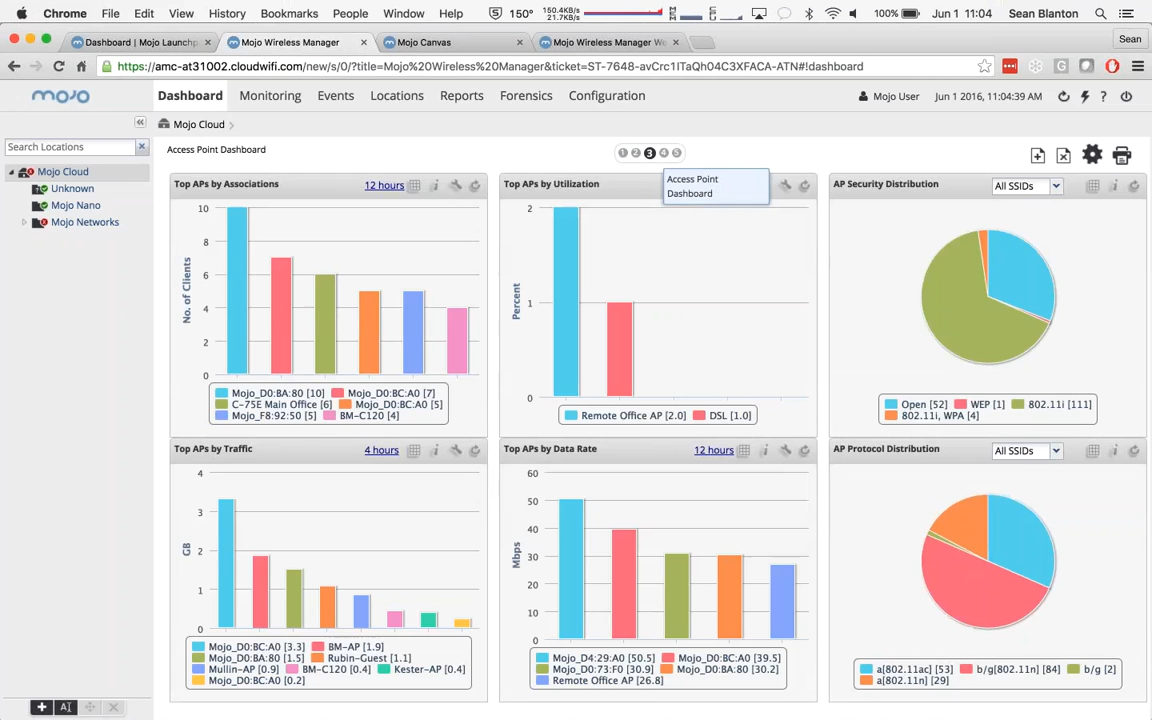 Chrome File Edit View History Bookmarks People Window Help 150° 150.4KB/s 21.7KB/s 100% Jun 1 11:04 Sean Blanton
Dashboard | Mojo Launchp × Mojo Wireless Manager × Mojo Canvas × Mojo Wireless Manager We × Sean
https://amc-at31002.cloudwifi.com/new/s/0/?title=Mojo%20Wireless%20Manager&ticket=ST-7648-avCrc1ITaQh04C3XFACA-ATN#!dashboard
mojo Dashboard Monitoring Events Locations Reports Forensics Configuration Mojo User Jun 1 2016, 11:04:39 AM
Mojo Cloud
Search Locations
Access Point Dashboard 1 2 3 4 5
Mojo Cloud
Unknown
Mojo Nano
Mojo Networks
Access Point
Dashboard
Top APs by Associations 12 hours
10
8
6
4
2
0
No. of Clients
Mojo_D0:BA:80 [10] Mojo_D0:BC:A0 [7]
C-75E Main Office [6] Mojo_D0:BC:A0 [5]
Mojo_F8:92:50 [5] BM-C120 [4]
Top APs by Utilization
2
1
0
Percent
Remote Office AP [2.0] DSL [1.0]
AP Security Distribution All SSIDs
Open [52] WEP [1] 802.11i [111]
802.11i, WPA [4]
Top APs by Traffic 4 hours
4
3
2
1
0
GB
Mojo_D0:BC:A0 [3.3] BM-AP [1.9]
Mojo_D0:BA:80 [1.5] Rubin-Guest [1.1]
Mullin-AP [0.9] BM-C120 [0.4] Kester-AP [0.4]
Mojo_D0:BC:A0 [0.2]
Top APs by Data Rate 12 hours
60
50
40
30
20
10
0
Mbps
Mojo_D4:29:A0 [50.5] Mojo_D0:BC:A0 [39.5]
Mojo_D0:73:F0 [30.9] Mojo_D0:BA:80 [30.2]
Remote Office AP [26.8]
AP Protocol Distribution All SSIDs
a[802.11ac] [53] b/g[802.11n] [84] b/g [2]
a[802.11n] [29]